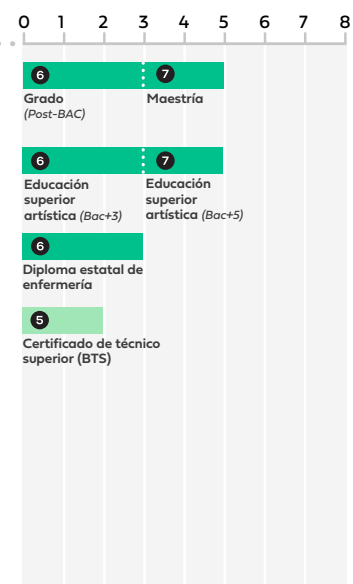 0 1 2 3 4 5 6 7 8
6 7
Grado Maestría
(Post-BAC)
6 7
Educación Educación
superior superior
artística (Bac+3) artística (Bac+5)
6
Diploma estatal de
enfermería
5
Certificado de técnico
superior (BTS)